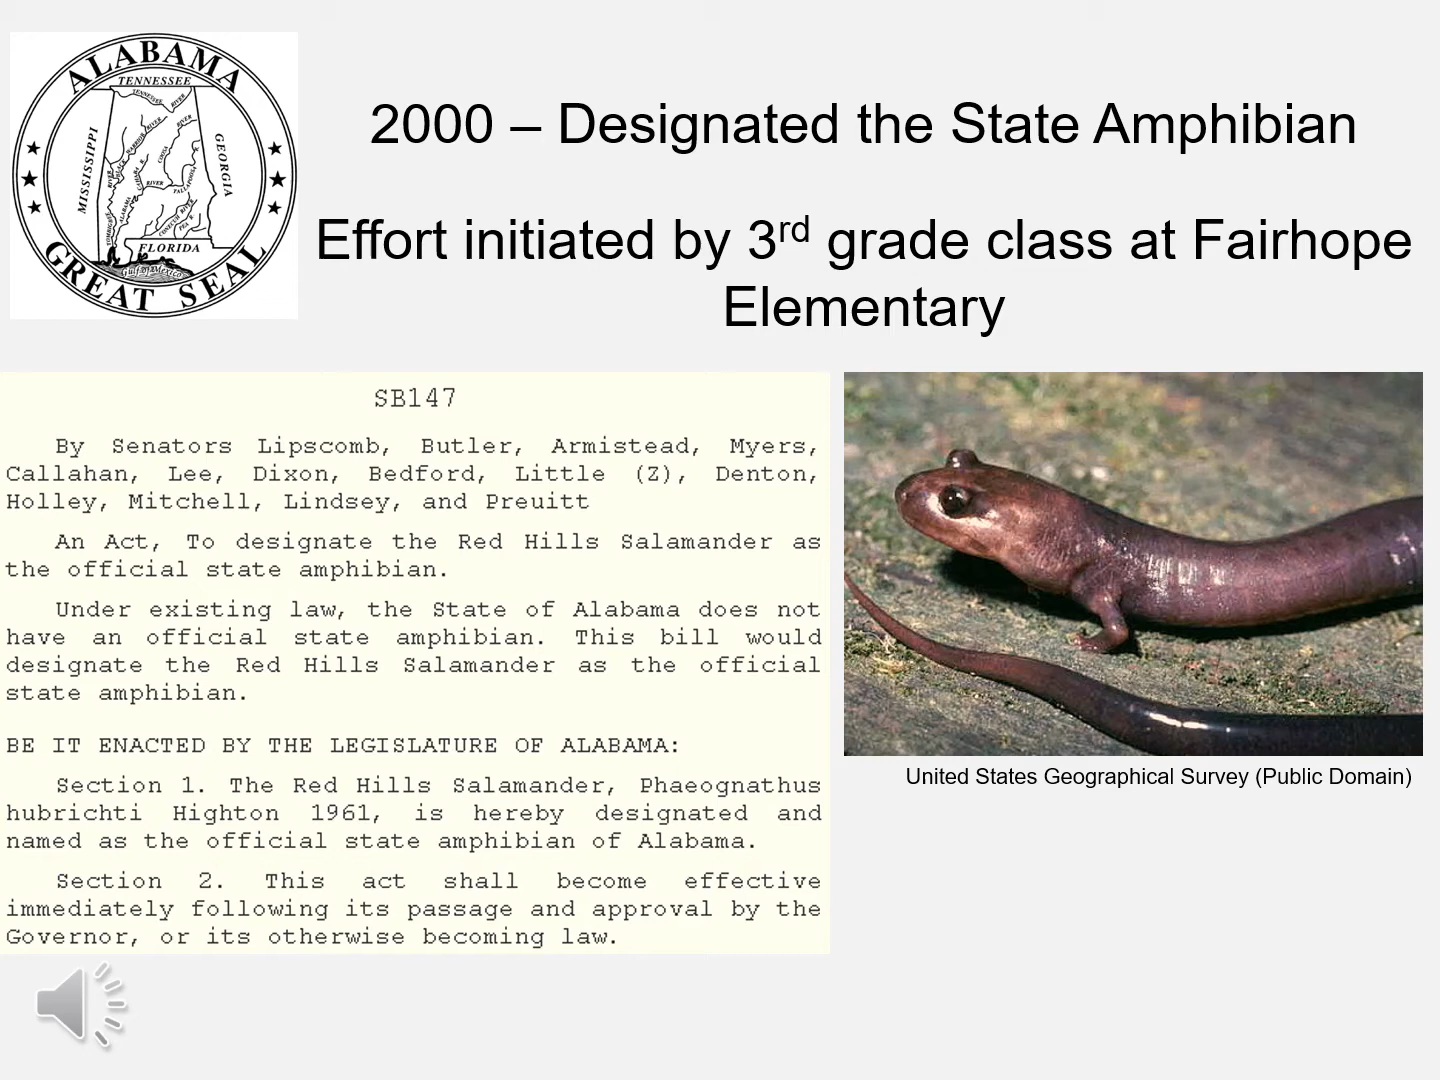 ALABAMA
TENNESSEE
TENNESSEE RIVER
MISSISSIPPI
GEORGIA
FLORIDA
Gulf of Mexico
GREAT SEAL
2000 – Designated the State Amphibian
Effort initiated by 3rd grade class at Fairhope
Elementary
SB147
By Senators Lipscomb, Butler, Armistead, Myers,
Callahan, Lee, Dixon, Bedford, Little (Z), Denton,
Holley, Mitchell, Lindsey, and Preuitt
An Act, To designate the Red Hills Salamander as
the official state amphibian.
Under existing law, the State of Alabama does not
have an official state amphibian. This bill would
designate the Red Hills Salamander as the official
state amphibian.
BE IT ENACTED BY THE LEGISLATURE OF ALABAMA:
Section 1. The Red Hills Salamander, Phaeognathus
hubrichti Highton 1961, is hereby designated and
named as the official state amphibian of Alabama.
Section 2. This act shall become effective
immediately following its passage and approval by the
Governor, or its otherwise becoming law.
United States Geographical Survey (Public Domain)